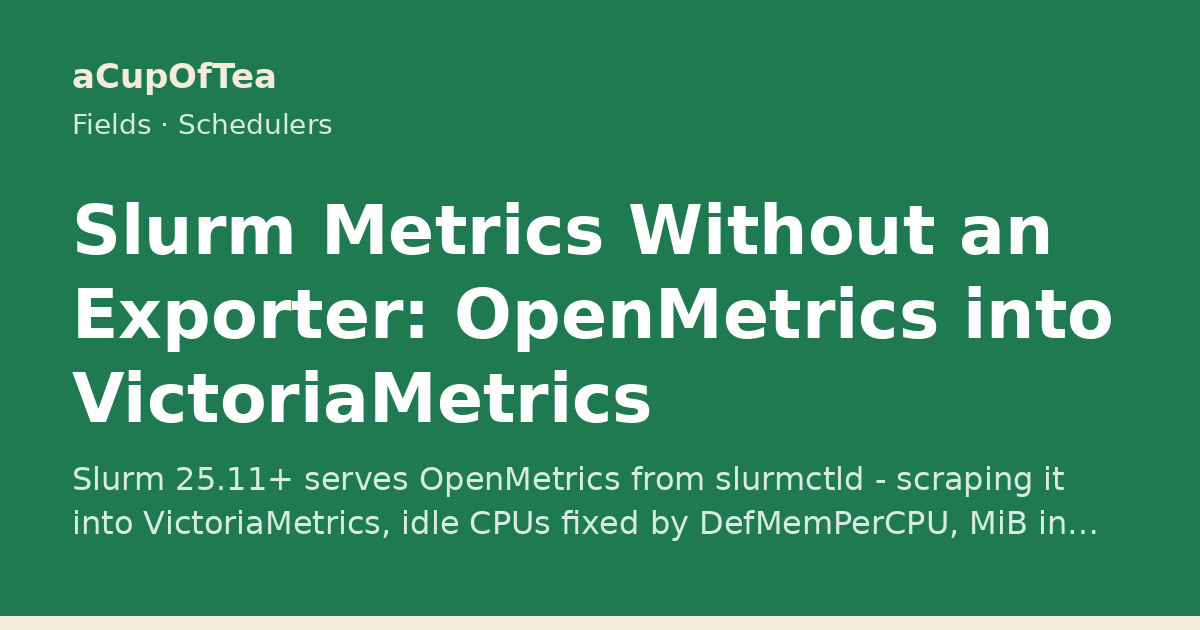 aCupOfTea
Fields · Schedulers
Slurm Metrics Without an
Exporter: OpenMetrics into
VictoriaMetrics
Slurm 25.11+ serves OpenMetrics from slurmctld - scraping it
into VictoriaMetrics, idle CPUs fixed by DefMemPerCPU, MiB in…